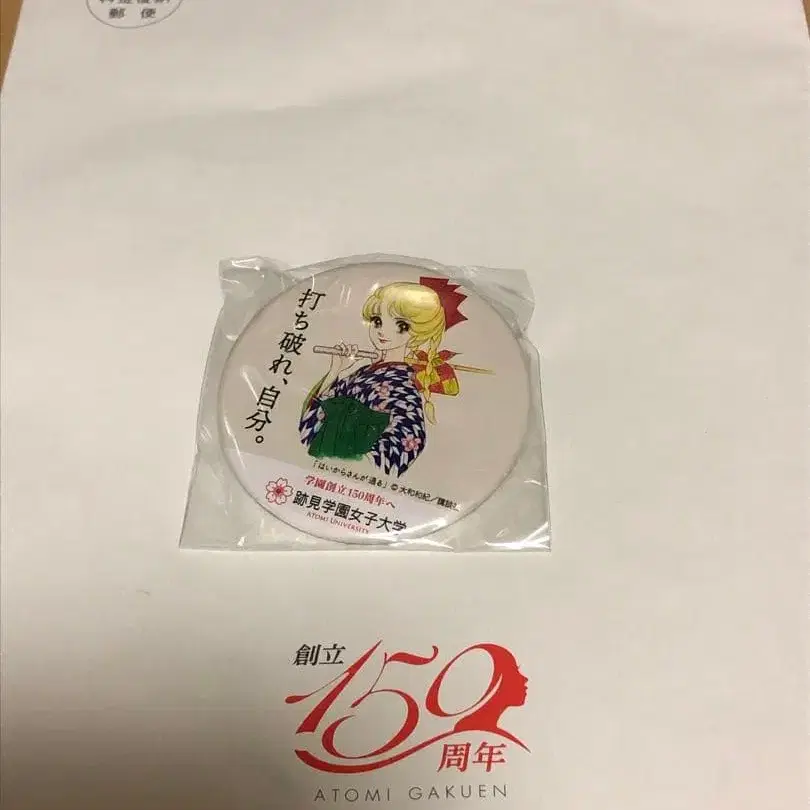 郵便
打ち破れ、自分。
「はいからさんが通る」©大和和紀/講談社
学園創立150周年へ
跡見学園女子大学
ATOMI UNIVERSITY
創立
150
周年
ATOMI GAKUEN